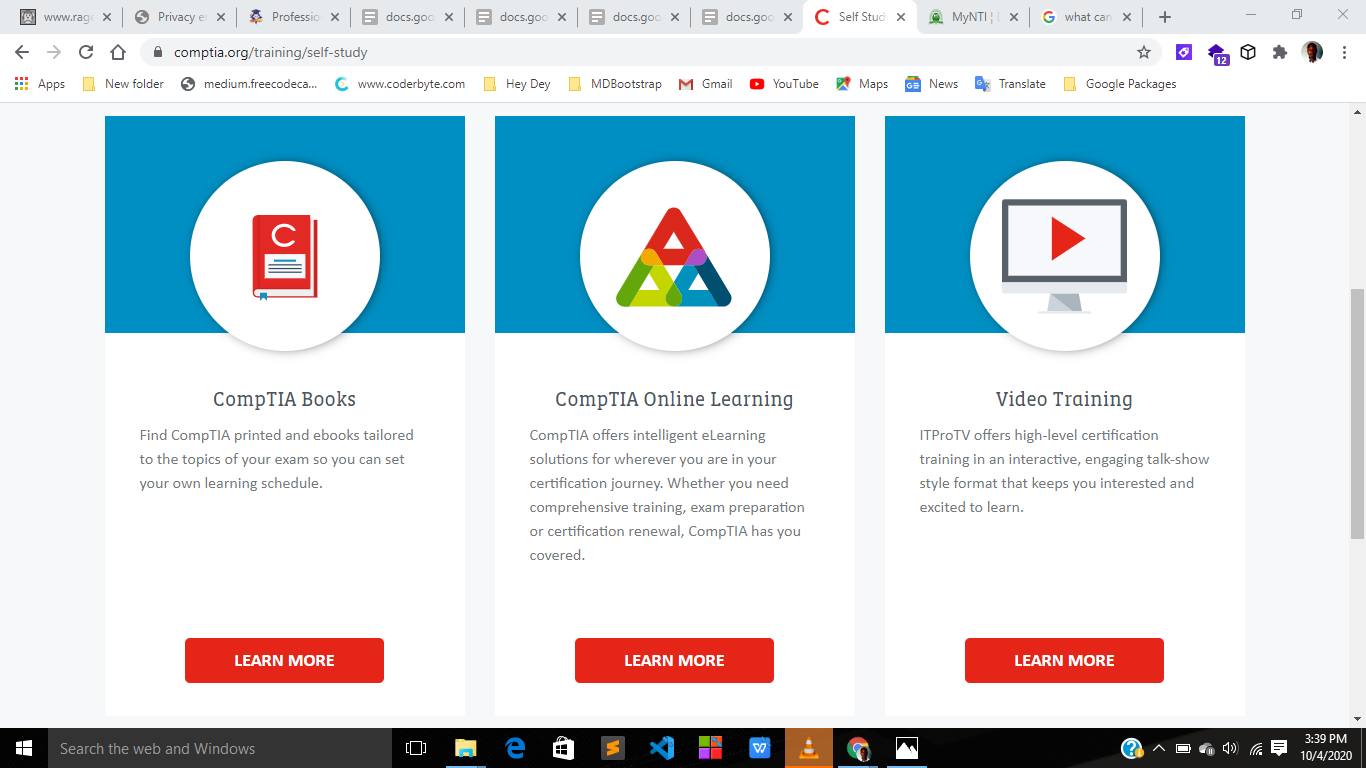 www.rage
Privacy e
Professio
docs.goo
docs.goo
docs.goo
docs.goo
Self Stud
MyNTI ¦
what can
comptia.org/training/self-study
12
Apps
New folder
medium.freecodeca...
www.coderbyte.com
Hey Dey
MDBootstrap
Gmail
YouTube
Maps
News
Translate
Google Packages
CompTIA Books
Find CompTIA printed and ebooks tailored
to the topics of your exam so you can set
your own learning schedule.
LEARN MORE
CompTIA Online Learning
CompTIA offers intelligent eLearning
solutions for wherever you are in your
certification journey. Whether you need
comprehensive training, exam preparation
or certification renewal, CompTIA has you
covered.
LEARN MORE
Video Training
ITProTV offers high-level certification
training in an interactive, engaging talk-show
style format that keeps you interested and
excited to learn.
LEARN MORE
Search the web and Windows
3:39 PM
10/4/2020